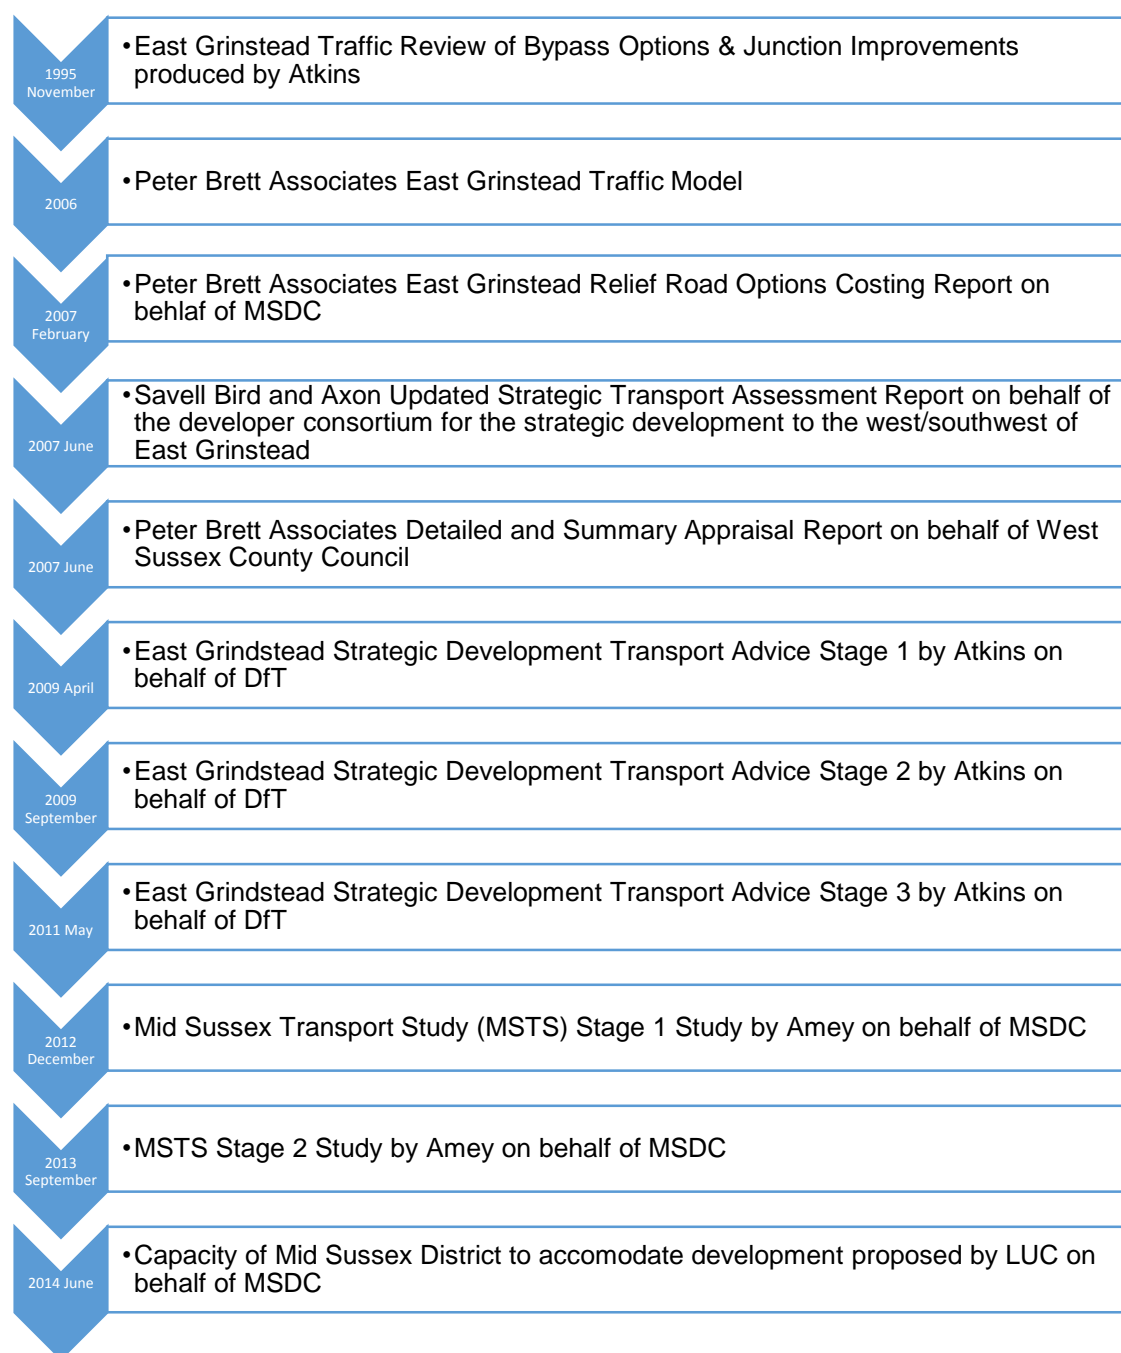 1995
November
•East Grinstead Traffic Review of Bypass Options & Junction Improvements
produced by Atkins
2006
•Peter Brett Associates East Grinstead Traffic Model
2007
February
•Peter Brett Associates East Grinstead Relief Road Options Costing Report on
behlaf of MSDC
2007 June
•Savell Bird and Axon Updated Strategic Transport Assessment Report on behalf of
the developer consortium for the strategic development to the west/southwest of
East Grinstead
2007 June
•Peter Brett Associates Detailed and Summary Appraisal Report on behalf of West
Sussex County Council
2009 April
•East Grindstead Strategic Development Transport Advice Stage 1 by Atkins on
behalf of DfT
2009
September
•East Grindstead Strategic Development Transport Advice Stage 2 by Atkins on
behalf of DfT
2011 May
•East Grindstead Strategic Development Transport Advice Stage 3 by Atkins on
behalf of DfT
2012
December
•Mid Sussex Transport Study (MSTS) Stage 1 Study by Amey on behalf of MSDC
2013
September
•MSTS Stage 2 Study by Amey on behalf of MSDC
2014 June
•Capacity of Mid Sussex District to accomodate development proposed by LUC on
behalf of MSDC